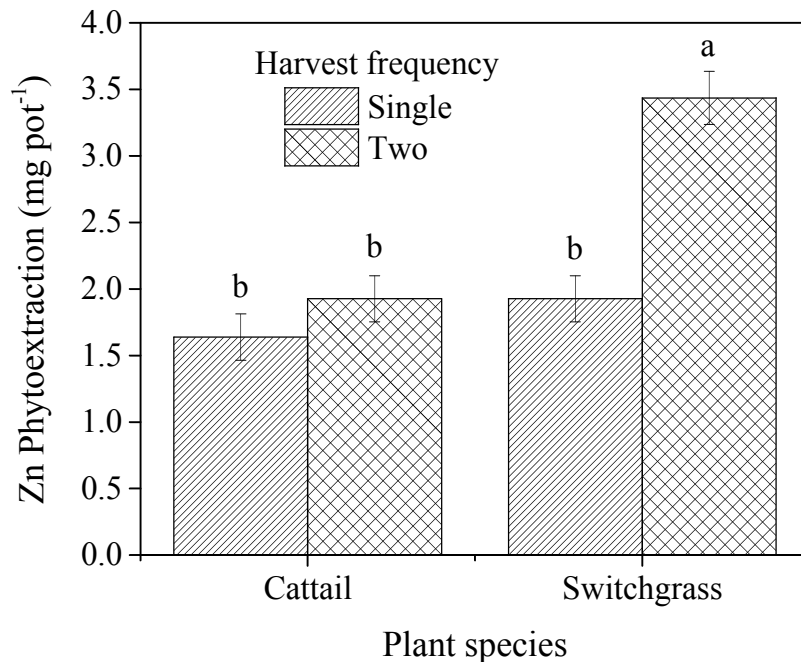 Zn Phytoextraction (mg pot⁻¹)
4.0
3.5
3.0
2.5
2.0
1.5
1.0
0.5
0.0
Harvest frequency
Single
Two
b
b
b
a
Cattail
Switchgrass
Plant species